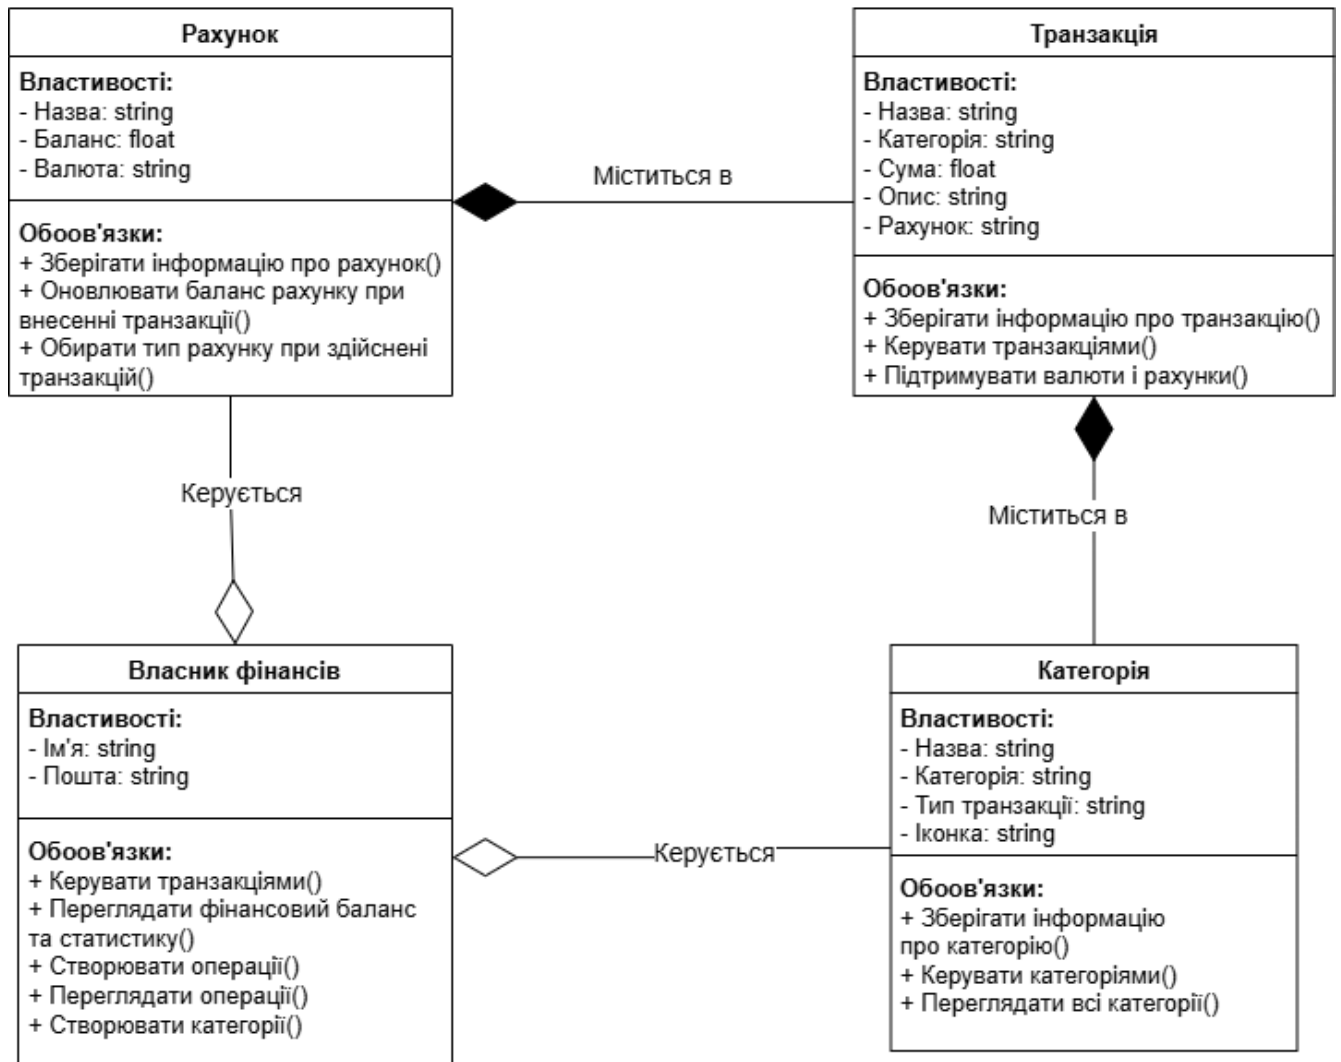 Рахунок
Властивості:
- Назва: string
- Баланс: float
- Валюта: string
Обоов'язки:
+ Зберігати інформацію про рахунок()
+ Оновлювати баланс рахунку при
внесенні транзакції()
+ Обирати тип рахунку при здійснені
транзакцій()
Міститься в
Транзакція
Властивості:
- Назва: string
- Категорія: string
- Сума: float
- Опис: string
- Рахунок: string
Обоов'язки:
+ Зберігати інформацію про транзакцію()
+ Керувати транзакціями()
+ Підтримувати валюти і рахунки()
Керується
Міститься в
Власник фінансів
Властивості:
- Ім'я: string
- Пошта: string
Обоов'язки:
+ Керувати транзакціями()
+ Переглядати фінансовий баланс
та статистику()
+ Створювати операції()
+ Переглядати операції()
+ Створювати категорії()
Керується
Категорія
Властивості:
- Назва: string
- Категорія: string
- Тип транзакції: string
- Іконка: string
Обоов'язки:
+ Зберігати інформацію
про категорію()
+ Керувати категоріями()
+ Переглядати всі категорії()